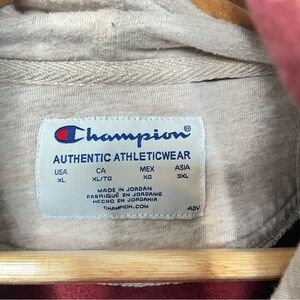 Champion®
AUTHENTIC ATHLETICWEAR
USA CA MEX ASIA
XL XL/TG XG 3XL
MADE IN JORDAN
FABRIQUÉ EN JORDANIE
HECHO EN JORDANIA
CHAMPION.COM
ADV